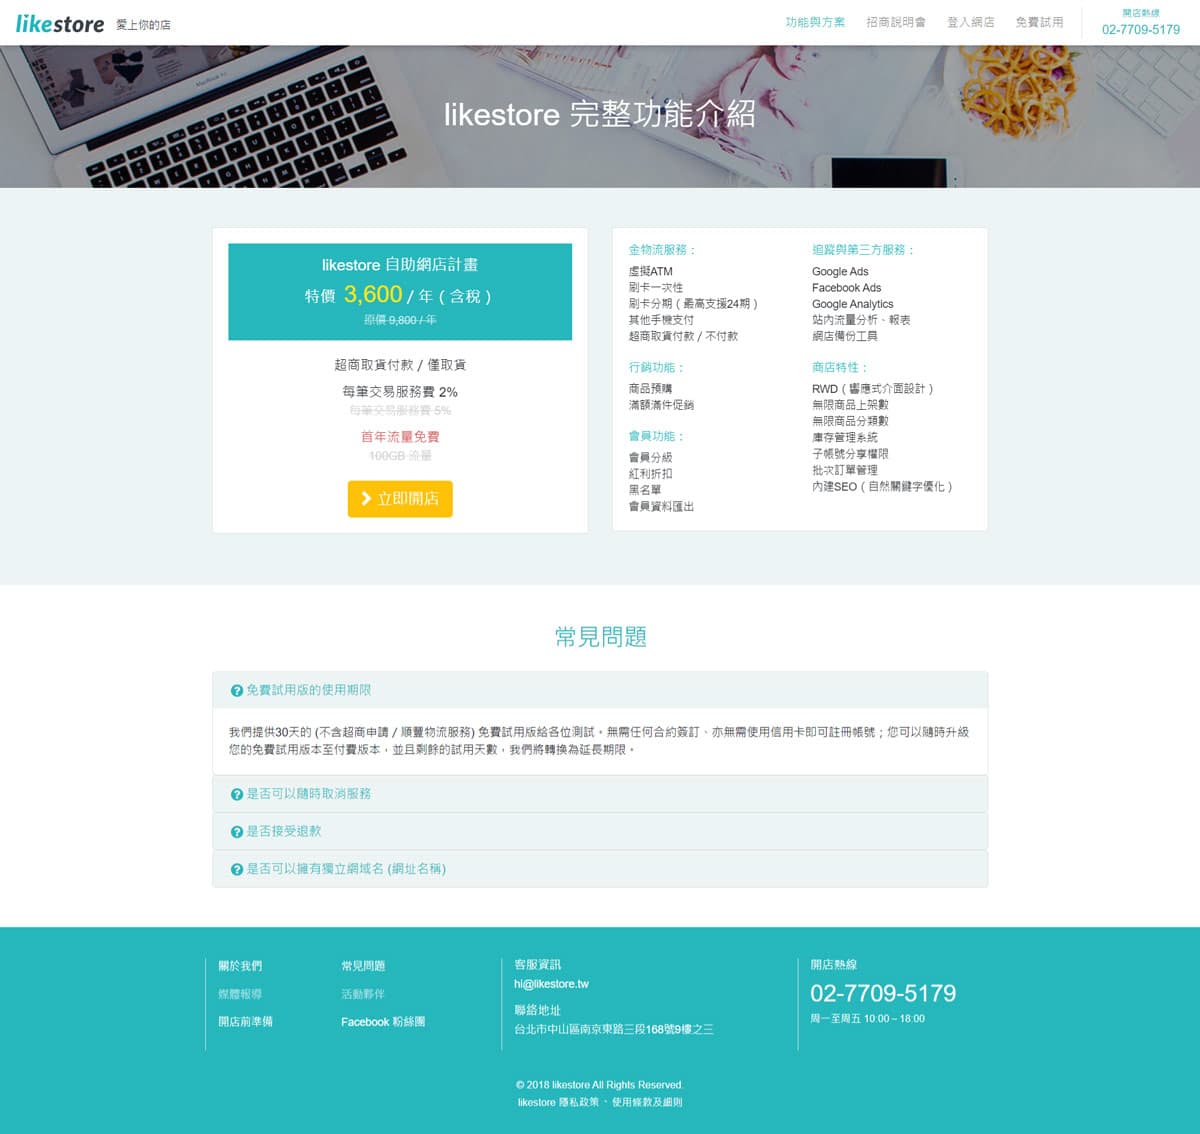 likestore 愛上你的店
功能與方案 招商說明會 登入網店 免費試用
開店熱線
02-7709-5179
MacBook Air
likestore 完整功能介紹
likestore 自助網店計畫
特價 3,600 / 年 ( 含稅 )
原價 9,800 / 年
超商取貨付款 / 僅取貨
每筆交易服務費 2%
每筆交易服務費 5%
首年流量免費
100GB 流量
立即開店
金物流服務：
虛擬ATM
刷卡一次性
刷卡分期 ( 最高支援24期 )
其他手機支付
超商取貨付款 / 不付款
行銷功能：
商品預購
滿額滿件促銷
會員功能：
會員分級
紅利折扣
黑名單
會員資料匯出
追蹤與第三方服務：
Google Ads
Facebook Ads
Google Analytics
站內流量分析、報表
網店備份工具
商店特性：
RWD ( 響應式介面設計 )
無限商品上架數
無限商品分類數
庫存管理系統
子帳號分享權限
批次訂單管理
內建SEO ( 自然關鍵字優化 )
常見問題
免費試用版的使用期限
我們提供30天的 (不含超商申請 / 順豐物流服務) 免費試用版給各位測試。無需任何合約簽訂、亦無需使用信用卡即可註冊帳號；您可以隨時升級
您的免費試用版本至付費版本，並且剩餘的試用天數，我們將轉換為延長期限。
是否可以隨時取消服務
是否接受退款
是否可以擁有獨立網域名 (網址名稱)
關於我們
媒體報導
開店前準備
常見問題
活動夥伴
Facebook 粉絲團
客服資訊
hi@likestore.tw
聯絡地址
台北市中山區南京東路三段168號9樓之三
開店熱線
02-7709-5179
周一至周五 10:00 – 18:00
© 2018 likestore All Rights Reserved.
likestore 隱私政策 、 使用條款及細則